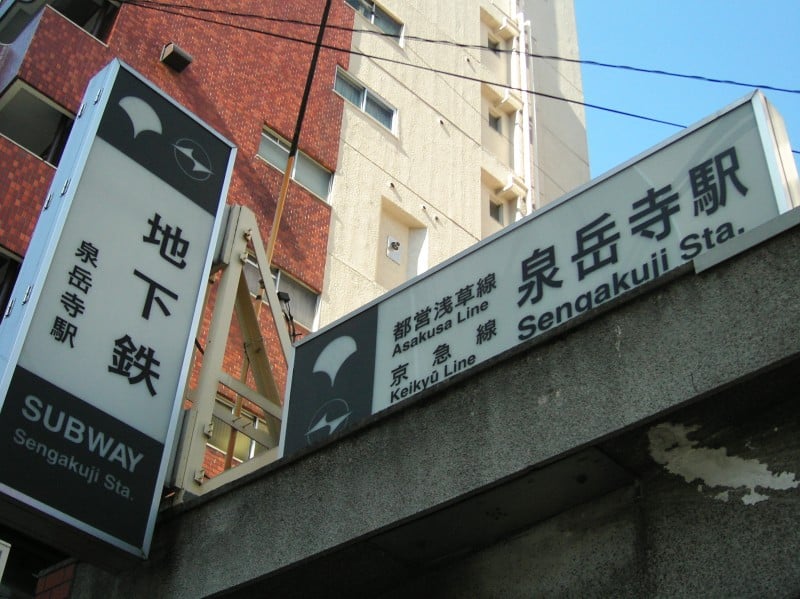 地下鉄
泉岳寺駅
SUBWAY
Sengakuji Sta.
都営浅草線
Asakusa Line
京急線
Keikyū Line
泉岳寺駅
Sengakuji Sta.